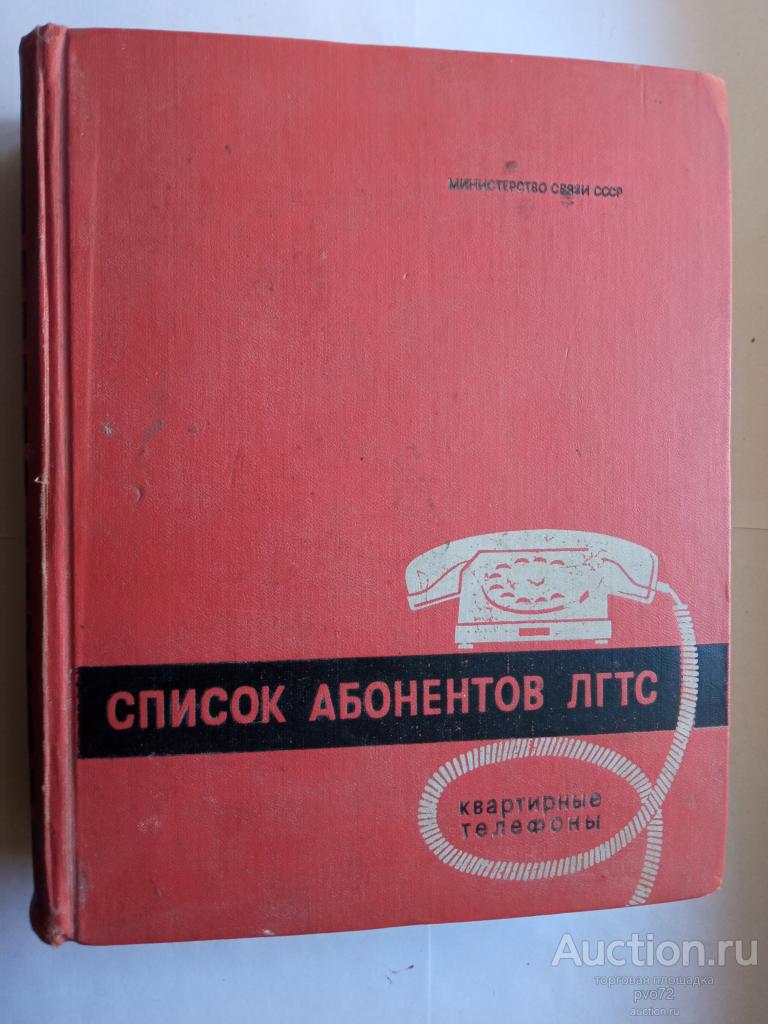 МИНИСТЕРСТВО СВЯЗИ СССР
СПИСОК АБОНЕНТОВ ЛГТС
квартирные
телефоны
Auction.ru
торговая площадка
pvo72
auction.ru